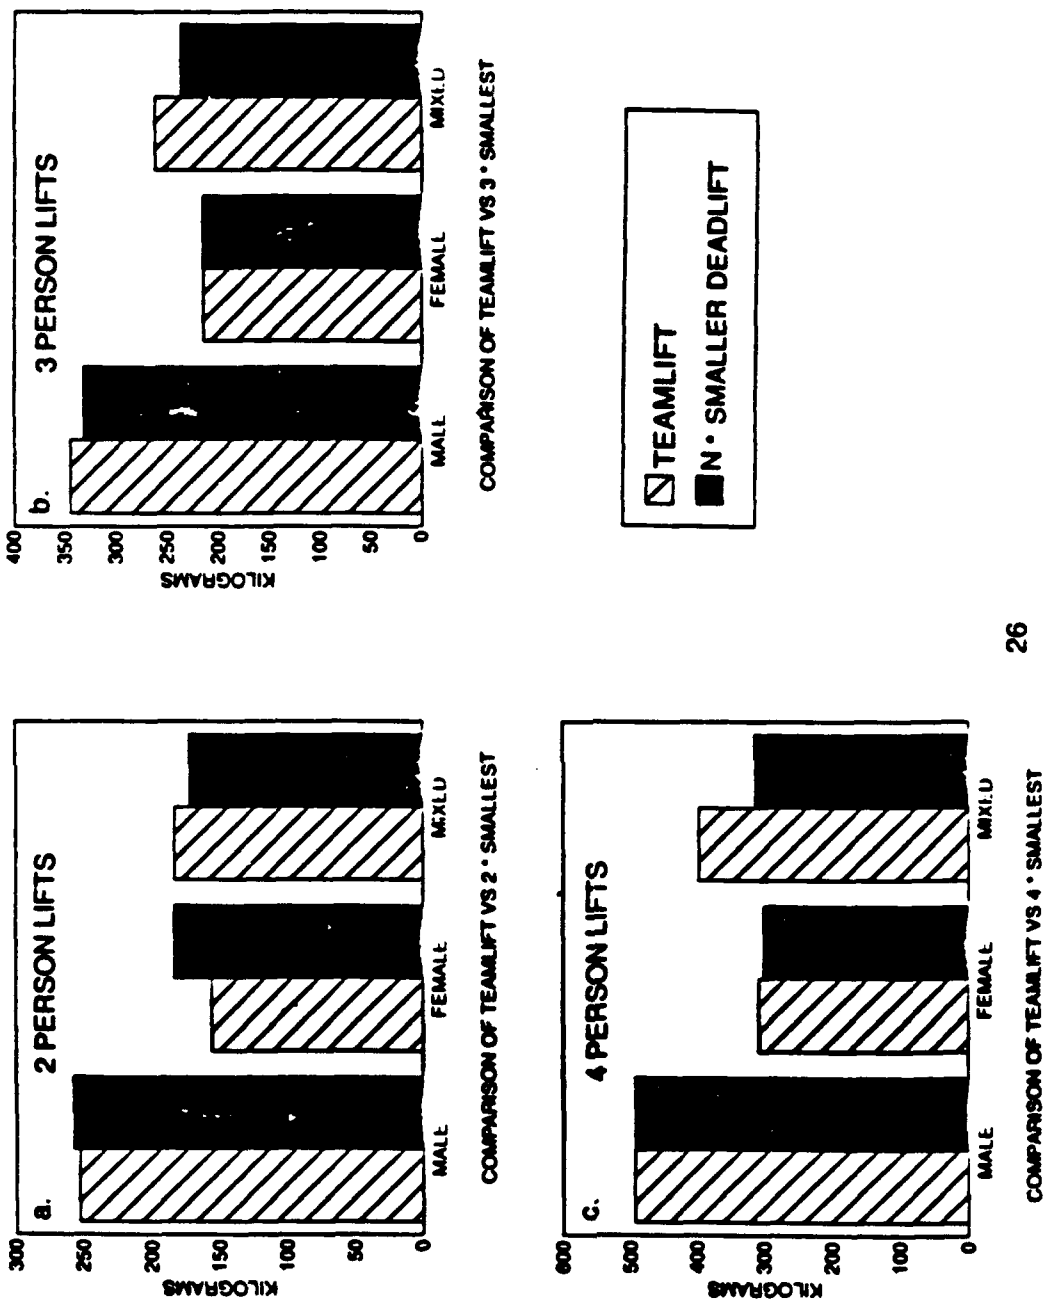 a.
2 PERSON LIFTS
300
250
200
150
100
50
0
KILOGRAMS
MALE
FEMALE
MIXED
COMPARISON OF TEAMLIFT VS 2 * SMALLEST
b.
3 PERSON LIFTS
400
350
300
250
200
150
100
50
0
KILOGRAMS
MALE
FEMALE
MIXED
COMPARISON OF TEAMLIFT VS 3 * SMALLEST
c.
4 PERSON LIFTS
600
500
400
300
200
100
0
KILOGRAMS
MALE
FEMALE
MIXED
COMPARISON OF TEAMLIFT VS 4 * SMALLEST
TEAMLIFT
N * SMALLER DEADLIFT
26